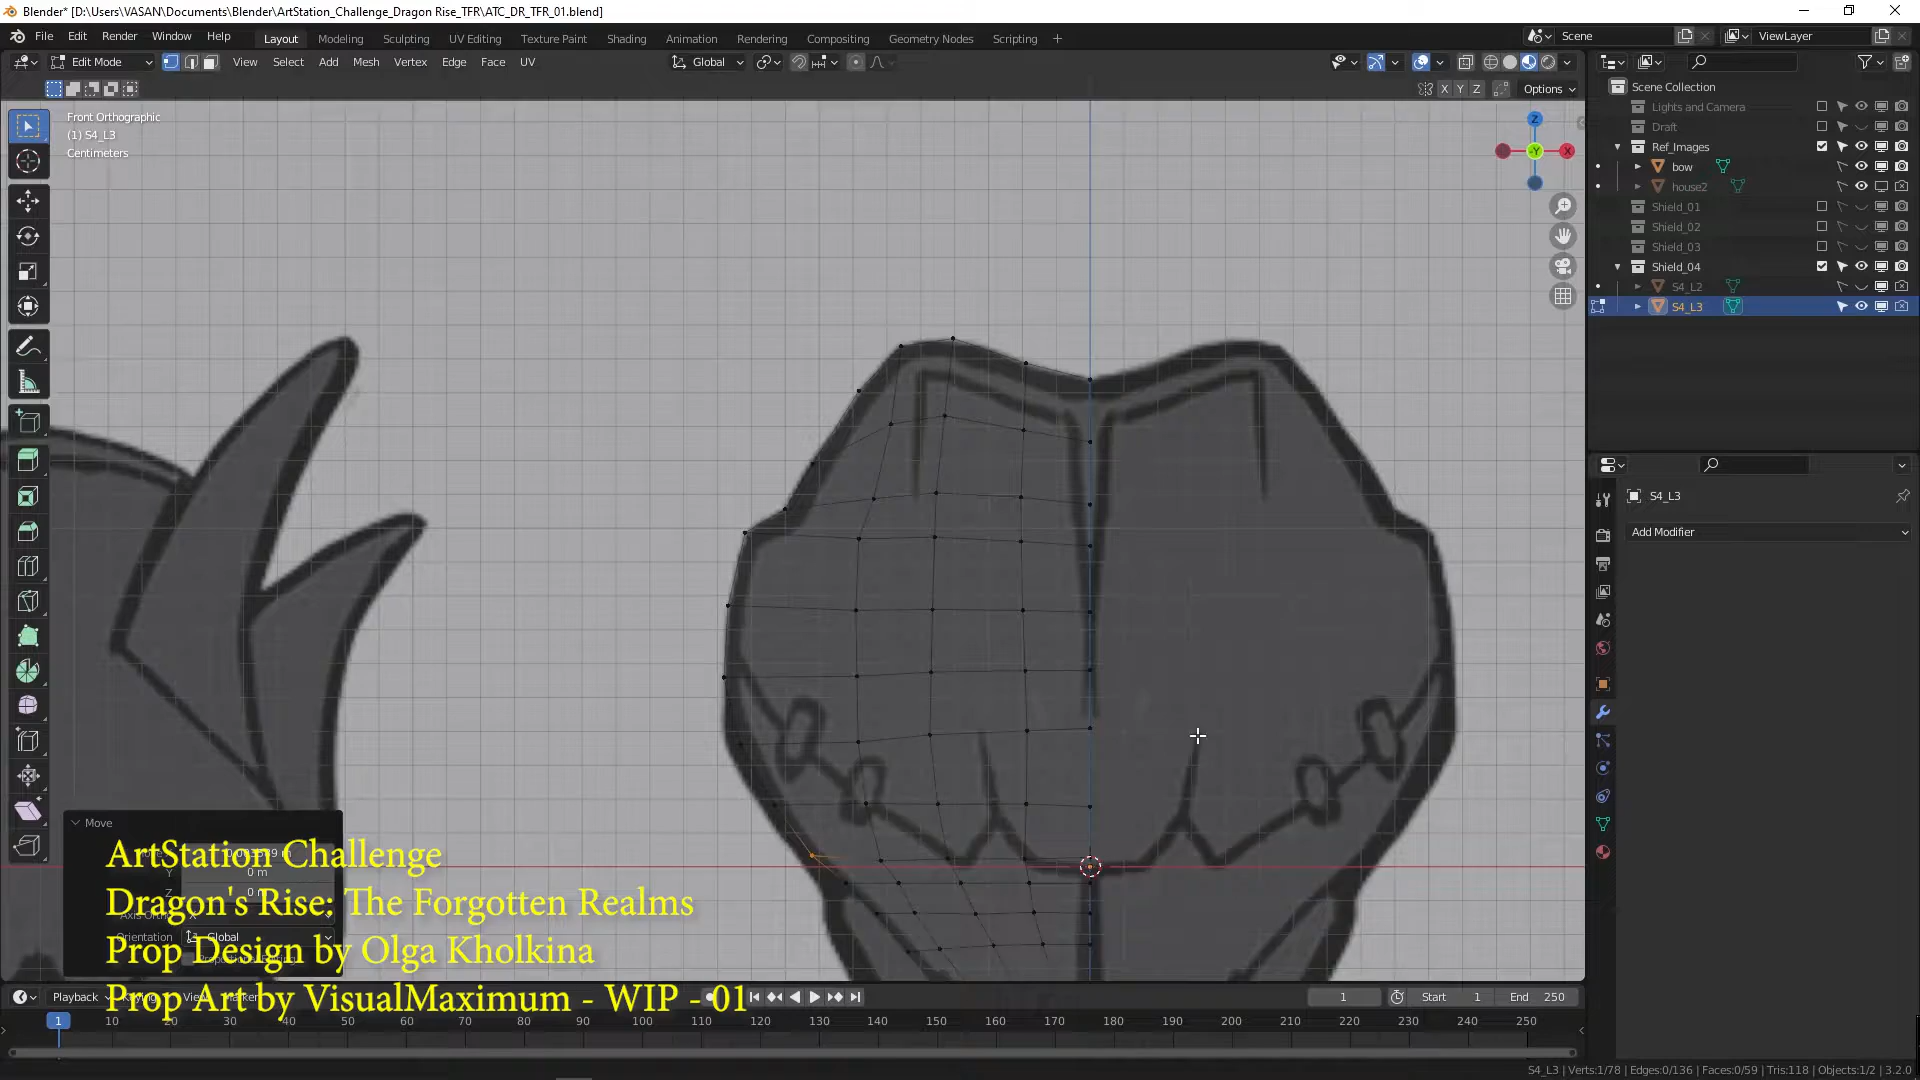 Blender* [D:\Users\VASAN\Documents\Blender\ArtStation_Challenge_Dragon Rise_TFR\ATC_DR_TFR_01.blend]
File Edit Render Window Help Layout Modeling Sculpting UV Editing Texture Paint Shading Animation Rendering Compositing Geometry Nodes Scripting + Scene ViewLayer
Edit Mode View Select Add Mesh Vertex Edge Face UV Global
X Y Z Options
Scene Collection
Lights and Camera
Draft
Ref_Images
bow
house2
Shield_01
Shield_02
Shield_03
Shield_04
S4_L2
S4_L3
Front Orthographic
(1) S4_L3
Centimeters
Z
-Y X
S4_L3
Add Modifier
Move
0 m
Orientation Global
ArtStation Challenge
Dragon's Rise: The Forgotten Realms
Prop Design by Olga Kholkina
Prop Art by VisualMaximum - WIP - 01
Playback 1 Start 1 End 250
1 10 20 30 40 50 60 70 80 90 100 110 120 130 140 150 160 170 180 190 200 210 220 230 240 250
S4_L3 | Verts:1/78 | Edges:0/136 | Faces:0/59 | Tris:118 | Objects:1/2 | 3.2.0